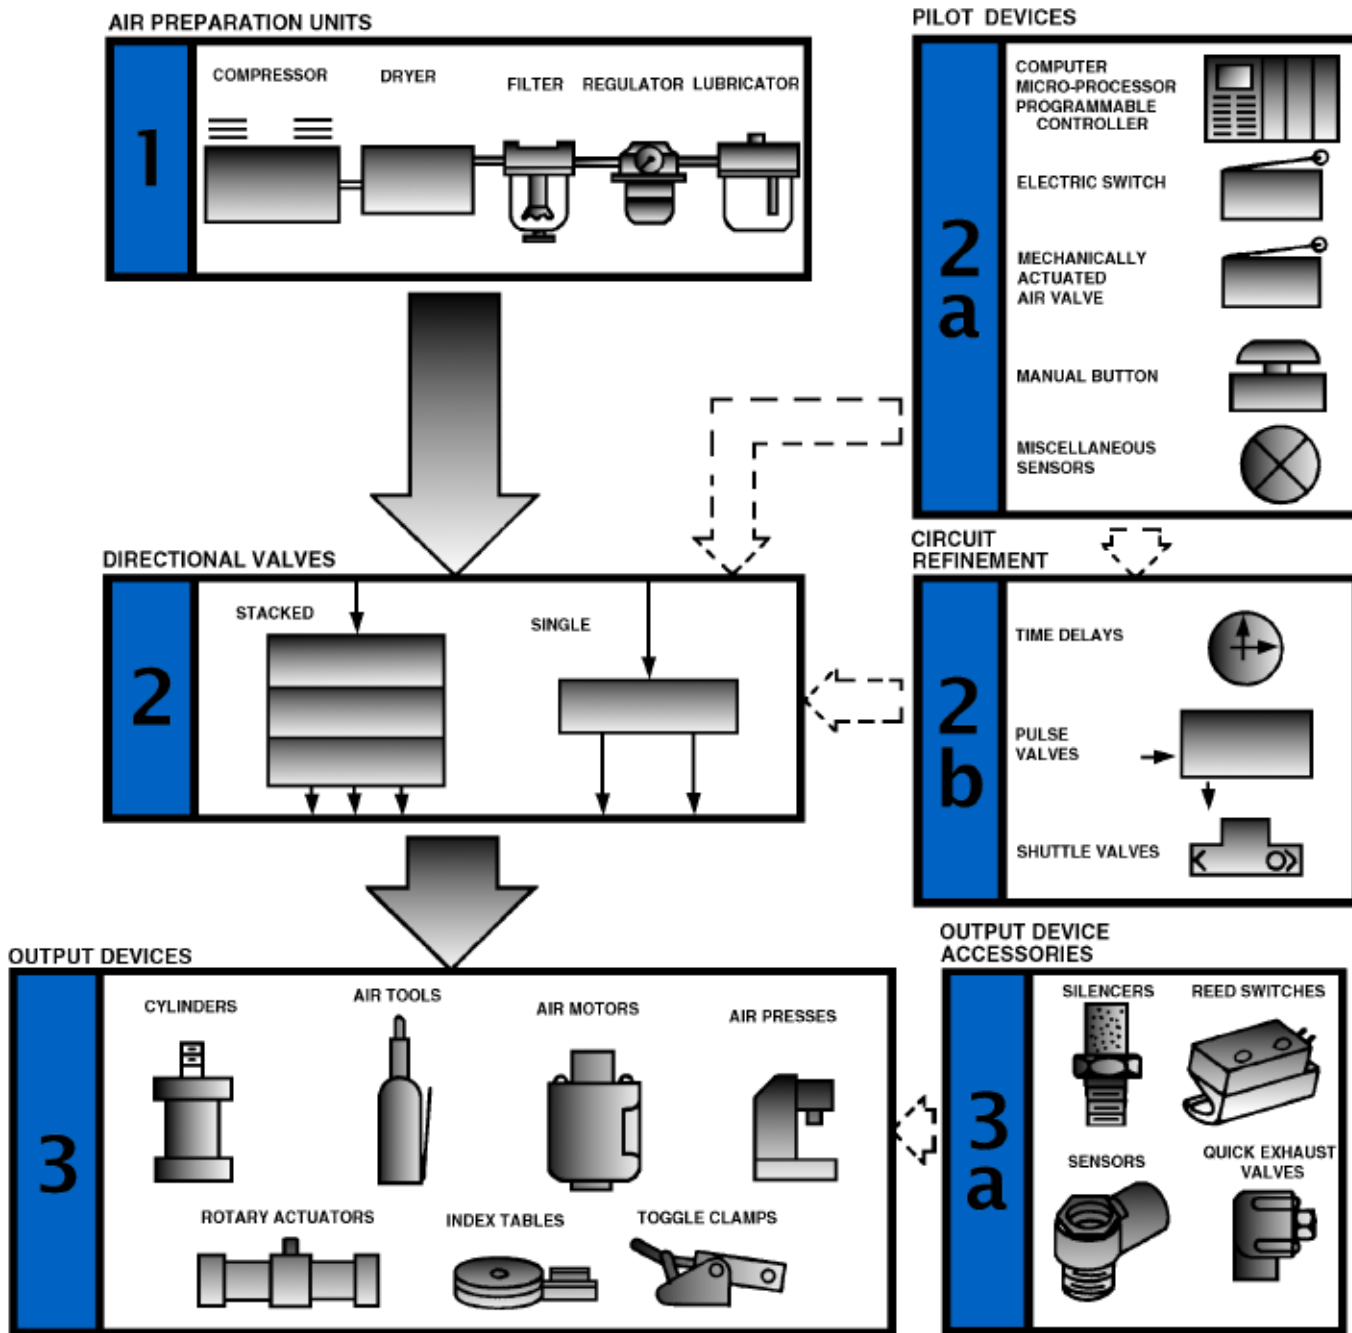 AIR PREPARATION UNITS
1
COMPRESSOR
DRYER
FILTER
REGULATOR
LUBRICATOR
PILOT DEVICES
2
a
COMPUTER
MICRO-PROCESSOR
PROGRAMMABLE
CONTROLLER
ELECTRIC SWITCH
MECHANICALLY
ACTUATED
AIR VALVE
MANUAL BUTTON
MISCELLANEOUS
SENSORS
DIRECTIONAL VALVES
2
STACKED
SINGLE
CIRCUIT
REFINEMENT
2
b
TIME DELAYS
PULSE
VALVES
SHUTTLE VALVES
OUTPUT DEVICES
3
CYLINDERS
AIR TOOLS
AIR MOTORS
AIR PRESSES
ROTARY ACTUATORS
INDEX TABLES
TOGGLE CLAMPS
OUTPUT DEVICE
ACCESSORIES
3
a
SILENCERS
REED SWITCHES
SENSORS
QUICK EXHAUST
VALVES